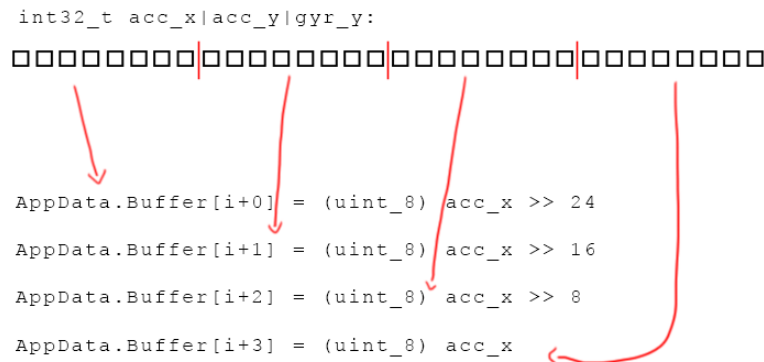 int32_t acc_x|acc_y|gyr_y:
AppData.Buffer[i+0] = (uint_8) acc_x >> 24
AppData.Buffer[i+1] = (uint_8) acc_x >> 16
AppData.Buffer[i+2] = (uint_8) acc_x >> 8
AppData.Buffer[i+3] = (uint_8) acc_x